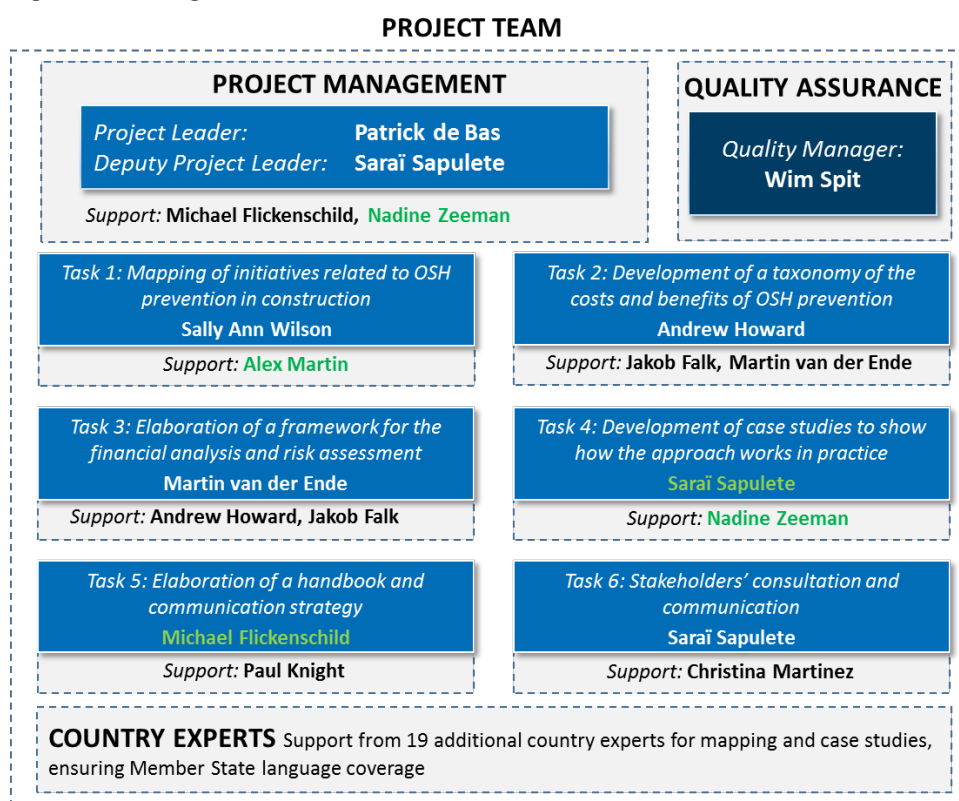 PROJECT TEAM
PROJECT MANAGEMENT
Project Leader: Patrick de Bas
Deputy Project Leader: Saraï Sapulete
Support: Michael Flickenschild, Nadine Zeeman
QUALITY ASSURANCE
Quality Manager:
Wim Spit
Task 1: Mapping of initiatives related to OSH
prevention in construction
Sally Ann Wilson
Support: Alex Martin
Task 2: Development of a taxonomy of the
costs and benefits of OSH prevention
Andrew Howard
Support: Jakob Falk, Martin van der Ende
Task 3: Elaboration of a framework for the
financial analysis and risk assessment
Martin van der Ende
Support: Andrew Howard, Jakob Falk
Task 4: Development of case studies to show
how the approach works in practice
Saraï Sapulete
Support: Nadine Zeeman
Task 5: Elaboration of a handbook and
communication strategy
Michael Flickenschild
Support: Paul Knight
Task 6: Stakeholders’ consultation and
communication
Saraï Sapulete
Support: Christina Martinez
COUNTRY EXPERTS Support from 19 additional country experts for mapping and case studies,
ensuring Member State language coverage